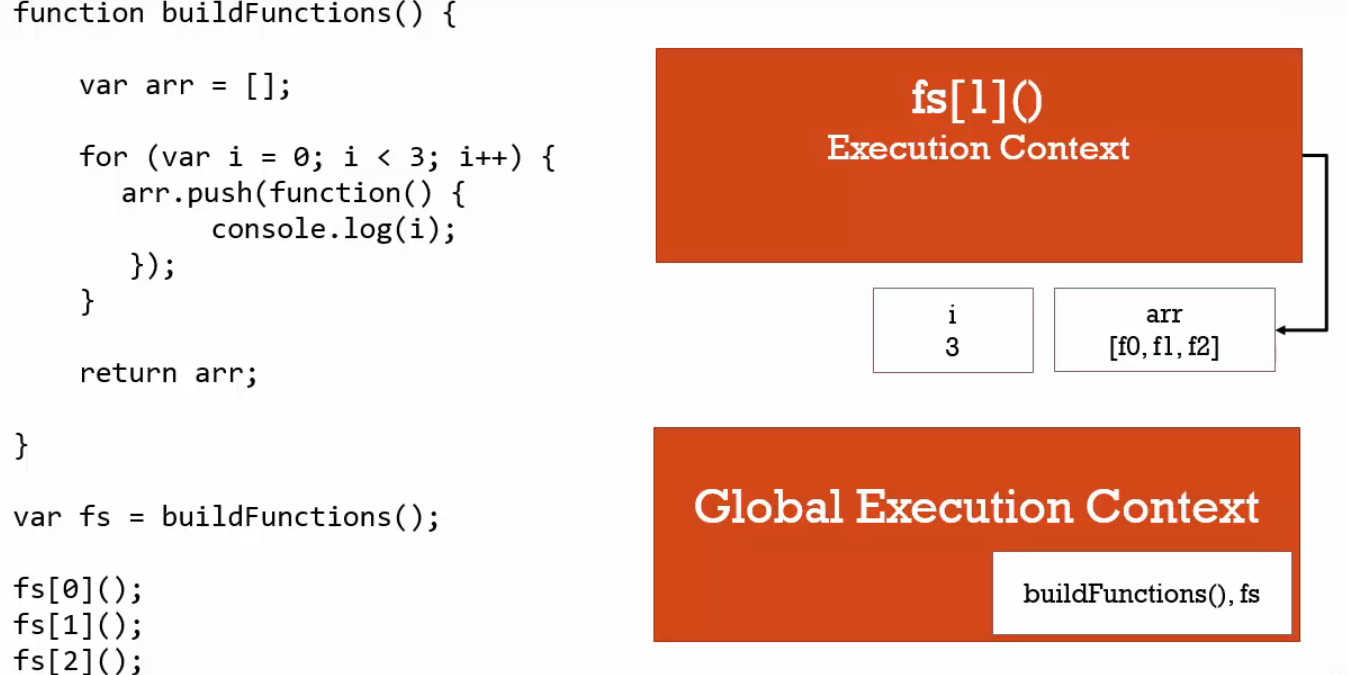 function buildFunctions() {
var arr = [];
for (var i = 0; i < 3; i++) {
arr.push(function() {
console.log(i);
});
}
return arr;
}
var fs = buildFunctions();
fs[0]();
fs[1]();
fs[2]();
fs[1]()
Execution Context
i
3
arr
[f0, f1, f2]
Global Execution Context
buildFunctions(), fs